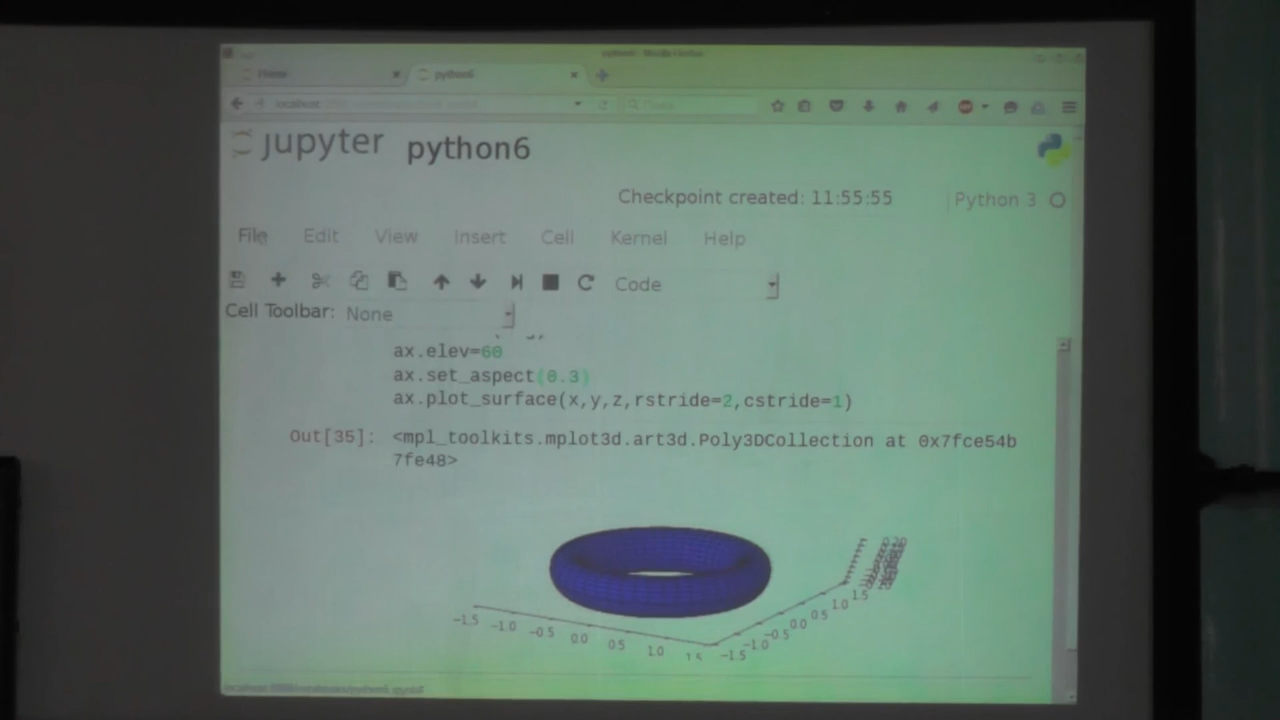 python6
localhost
jupyter python6
Checkpoint created: 11:55:55 Python 3
File Edit View Insert Cell Kernel Help
Code
Cell Toolbar: None
ax.elev=60
ax.set_aspect(0.3)
ax.plot_surface(x,y,z,rstride=2,cstride=1)
Out[35]: <mpl_toolkits.mplot3d.art3d.Poly3DCollection at 0x7fce54b
7fe48>
−1.5 −1.0 −0.5 0.0 0.5 1.0
−1.5 −1.0 −0.5 0.0 0.5 1.0 1.5